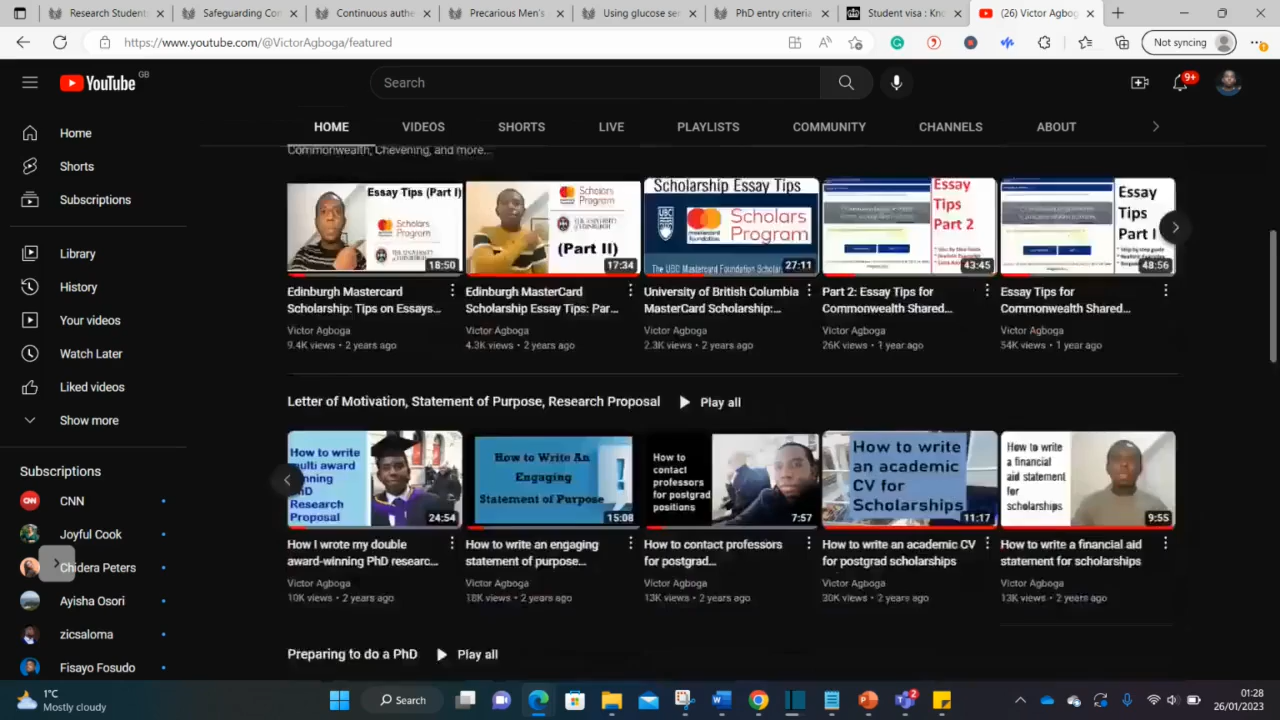 Research Students
Safeguarding Cor
Continuous authe
Precarious Men's
Using glucose sen
PhD entry criteria
Student visa : Kno
(26) Victor Agbog
https://www.youtube.com/@VictorAgboga/featured
Not syncing
YouTube GB
Search
9+
HOME
VIDEOS
SHORTS
LIVE
PLAYLISTS
COMMUNITY
CHANNELS
ABOUT
Home
Shorts
Subscriptions
Library
History
Your videos
Watch Later
Liked videos
Show more
Subscriptions
CNN
Joyful Cook
Chidera Peters
Ayisha Osori
zicsaloma
Fisayo Fosudo
Commonwealth, Chevening, and more...
Essay Tips (Part I)
Scholars
Program
16:50
Edinburgh Mastercard
Scholarship: Tips on Essays...
Victor Agboga
9.4K views • 2 years ago
Scholars
Program
(Part II)
17:34
Edinburgh MasterCard
Scholarship Essay Tips: Par...
Victor Agboga
4.3K views • 2 years ago
Scholarship Essay Tips
UBC
Scholars
Program
The UBC Mastercard Foundation Scholar
27:11
University of British Columbia
MasterCard Scholarship:...
Victor Agboga
2.3K views • 2 years ago
Essay
Tips
Part 2
43:45
Part 2: Essay Tips for
Commonwealth Shared...
Victor Agboga
26K views • 1 year ago
Essay
Tips
Part I
48:56
Essay Tips for
Commonwealth Shared...
Victor Agboga
54K views • 1 year ago
Letter of Motivation, Statement of Purpose, Research Proposal
Play all
How to write
multi award
nning
PhD
Research
Proposal
24:54
How I wrote my double
award-winning PhD researc...
Victor Agboga
10K views • 2 years ago
How to Write An
Engaging
Statement of Purpose
15:08
How to write an engaging
statement of purpose...
Victor Agboga
18K views • 2 years ago
How to
contact
professors
for postgrad
positions
7:57
How to contact professors
for postgrad...
Victor Agboga
13K views • 2 years ago
How to write
an academic
CV for
Scholarships
11:17
How to write an academic CV
for postgrad scholarships
Victor Agboga
30K views • 2 years ago
How to write
a financial
aid statement
for
scholarships
9:55
How to write a financial aid
statement for scholarships
Victor Agboga
13K views • 2 years ago
Preparing to do a PhD
Play all
1°C
Mostly cloudy
Search
2
01:28
26/01/2023